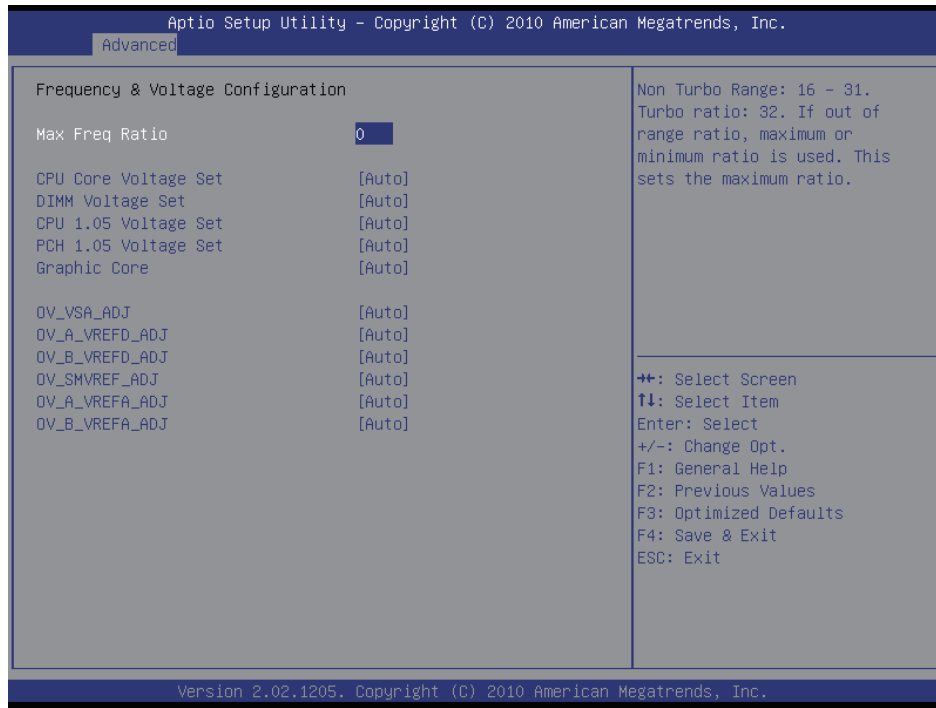 Aptio Setup Utility – Copyright (C) 2010 American Megatrends, Inc.
Advanced
Frequency & Voltage Configuration
Max Freq Ratio 0
CPU Core Voltage Set [Auto]
DIMM Voltage Set [Auto]
CPU 1.05 Voltage Set [Auto]
PCH 1.05 Voltage Set [Auto]
Graphic Core [Auto]
OV_VSA_ADJ [Auto]
OV_A_VREFD_ADJ [Auto]
OV_B_VREFD_ADJ [Auto]
OV_SMVREF_ADJ [Auto]
OV_A_VREFA_ADJ [Auto]
OV_B_VREFA_ADJ [Auto]
Non Turbo Range: 16 – 31.
Turbo ratio: 32. If out of
range ratio, maximum or
minimum ratio is used. This
sets the maximum ratio.
→←: Select Screen
↑↓: Select Item
Enter: Select
+/-: Change Opt.
F1: General Help
F2: Previous Values
F3: Optimized Defaults
F4: Save & Exit
ESC: Exit
Version 2.02.1205. Copyright (C) 2010 American Megatrends, Inc.